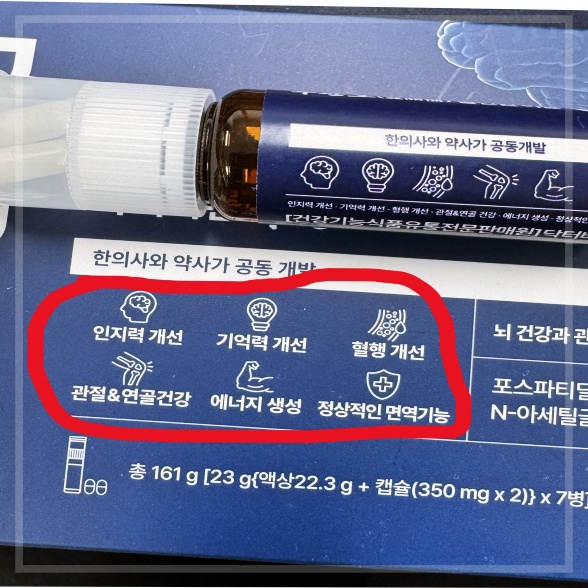 한의사와 약사가 공동개발
인지력 개선 · 기억력 개선 · 혈행 개선 · 관절&연골 건강 · 에너지 생성 · 정상적인
[건강기능식품유통전문판매원]
한의사와 약사가 공동 개발
인지력 개선 기억력 개선 혈행 개선
뇌 건강과
관절&연골건강 에너지 생성 정상적인 면역기능
포스파티딜
N-아세틸글
총 161 g [23 g{액상22.3 g + 캡슐(350 mg x 2)} x 7병]